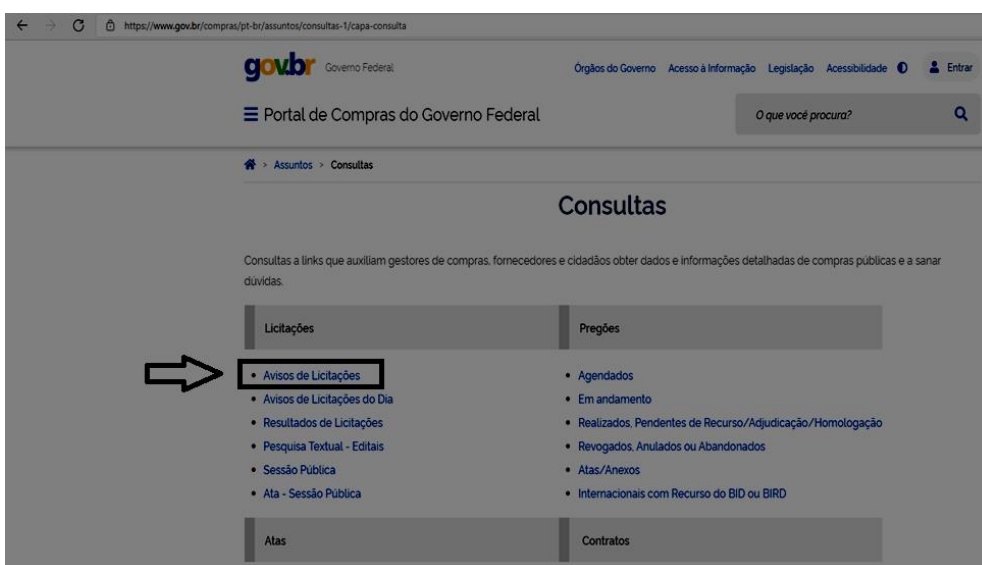 https://www.gov.br/compras/pt-br/assuntos/consultas-1/capa-consulta
gov.br Governo Federal Órgãos do Governo Acesso à Informação Legislação Acessibilidade Entrar
Portal de Compras do Governo Federal O que você procura?
> Assuntos > Consultas
Consultas
Consultas a links que auxiliam gestores de compras, fornecedores e cidadãos obter dados e informações detalhadas de compras públicas e a sanar
dúvidas.
Licitações Pregões
• Avisos de Licitações • Agendados
• Avisos de Licitações do Dia • Em andamento
• Resultados de Licitações • Realizados, Pendentes de Recurso/Adjudicação/Homologação
• Pesquisa Textual - Editais • Revogados, Anulados ou Abandonados
• Sessão Pública • Atas/Anexos
• Ata - Sessão Pública • Internacionais com Recurso do BID ou BIRD
Atas Contratos